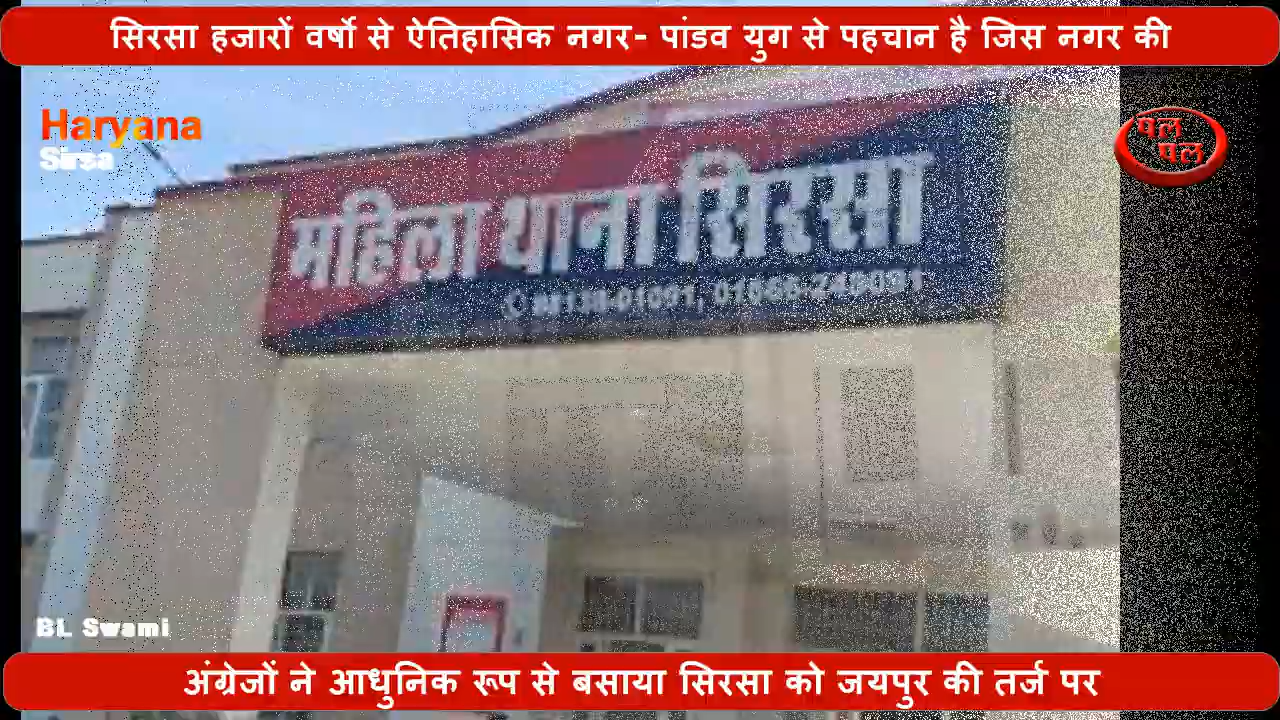 सिरसा हजारों वर्षो से ऐतिहासिक नगर- पांडव युग से पहचान है जिस नगर की
Haryana
Sirsa
पल
पल
महिला थाना सिरसा
BL Swami
अंग्रेजों ने आधुनिक रूप से बसाया सिरसा को जयपुर की तर्ज पर